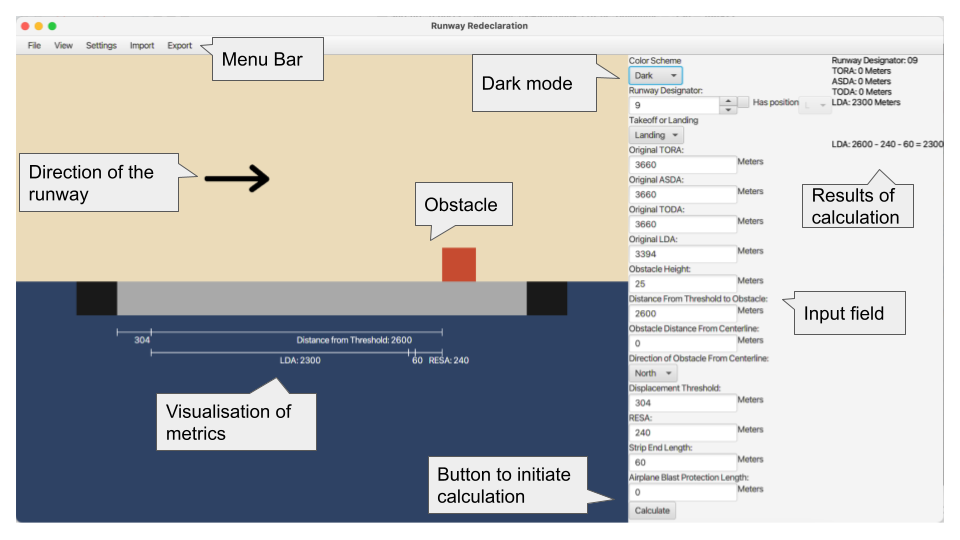 Runway Redeclaration
File View Settings Import Export
Menu Bar
Dark mode
Direction of the
runway
Obstacle
304
Distance from Threshold: 2600
LDA: 2300
60
RESA: 240
Visualisation of
metrics
Button to initiate
calculation
Color Scheme
Dark
Runway Designator:
9
Has position
L
Takeoff or Landing
Landing
Original TORA:
3660 Meters
Original ASDA:
3660 Meters
Original TODA:
3660 Meters
Original LDA:
3394 Meters
Obstacle Height:
25 Meters
Distance From Threshold to Obstacle:
2600 Meters
Obstacle Distance From Centerline:
0 Meters
Direction of Obstacle From Centerline:
North
Displacement Threshold:
304 Meters
RESA:
240 Meters
Strip End Length:
60 Meters
Airplane Blast Protection Length:
0 Meters
Calculate
Runway Designator: 09
TORA: 0 Meters
ASDA: 0 Meters
TODA: 0 Meters
LDA: 2300 Meters
LDA: 2600 - 240 - 60 = 2300
Results of
calculation
Input field